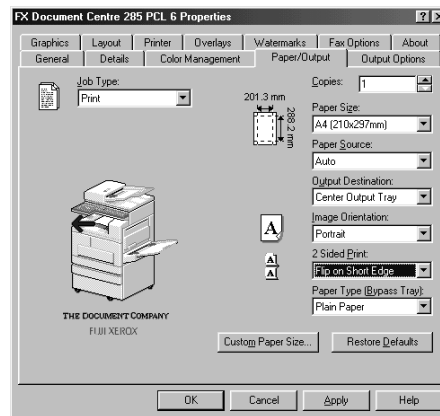 FX Document Centre 285 PCL 6 Properties
Graphics Layout Printer Overlays Watermarks Fax Options About
General Details Color Management Paper/Output Output Options
Job Type:
Print
Copies:
1
201.3 mm
288.2 mm
Paper Size:
A4 (210x297mm)
Paper Source:
Auto
Output Destination:
Center Output Tray
Image Orientation:
Portrait
A
2 Sided Print:
Flip on Short Edge
A
A
Paper Type (Bypass Tray):
Plain Paper
THE DOCUMENT COMPANY
FUJI XEROX
Custom Paper Size...
Restore Defaults
OK
Cancel
Apply
Help